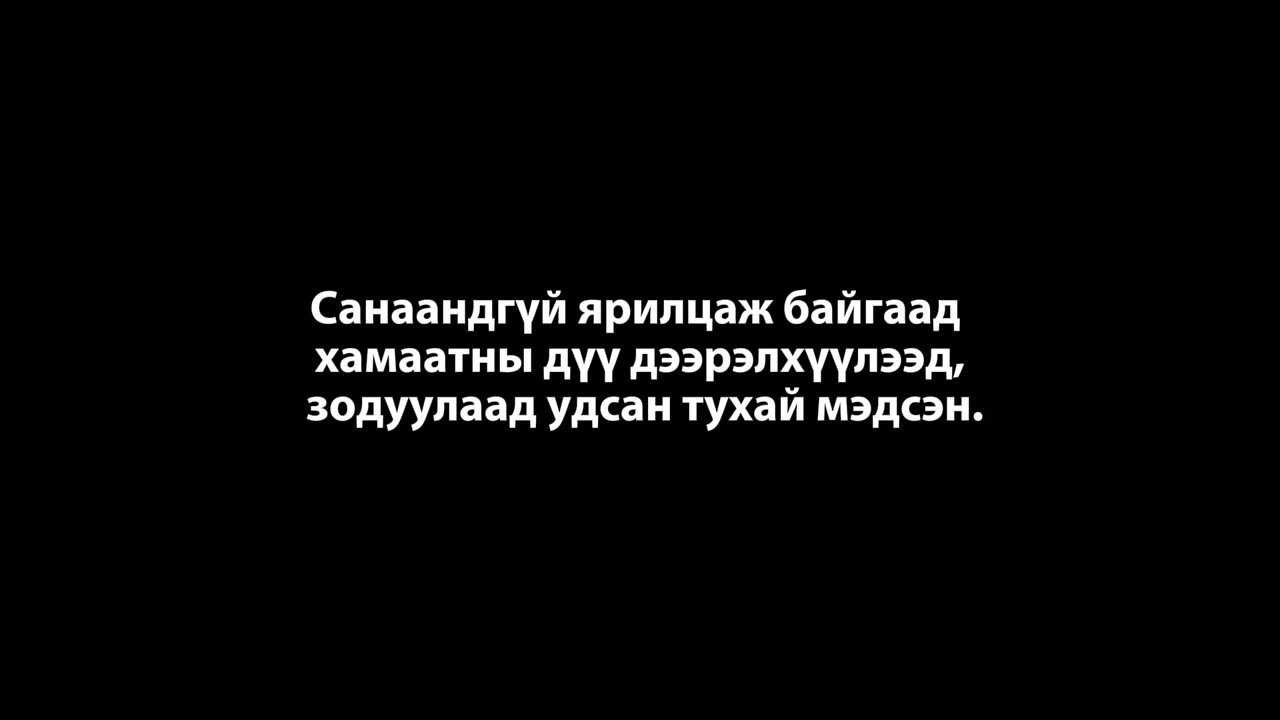 Санаандгүй ярилцаж байгаад
хамаатны дүү дээрэлхүүлээд,
зодуулаад удсан тухай мэдсэн.